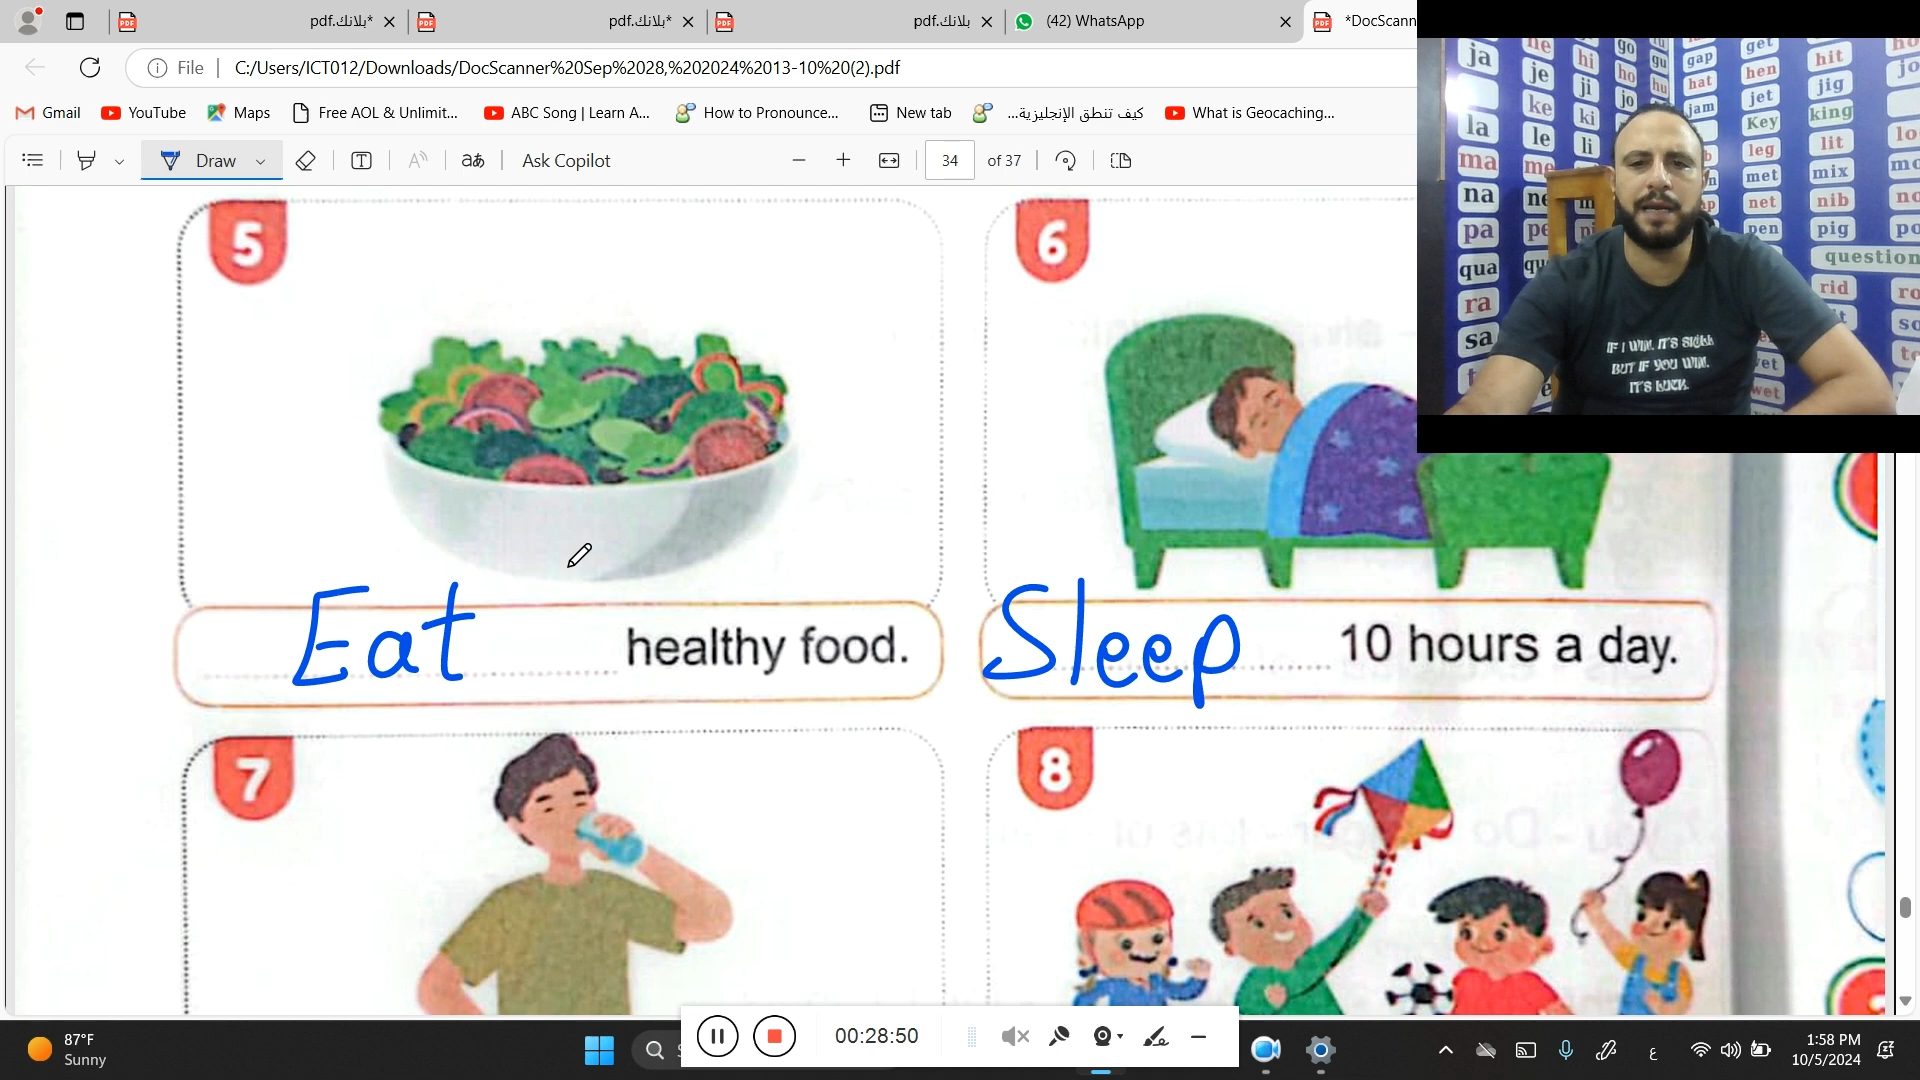 *بلانك.pdf
*بلانك.pdf
بلانك.pdf
(42) WhatsApp
*DocScann
File
C:/Users/ICT012/Downloads/DocScanner%20Sep%2028,%202024%2013-10%20(2).pdf
Gmail
YouTube
Maps
Free AOL & Unlimit...
ABC Song | Learn A...
How to Pronounce...
New tab
كيف تنطق الإنجليزية...
What is Geocaching...
Draw
Ask Copilot
34 of 37
5
6
Eat healthy food.
Sleep 10 hours a day.
7
8
ja
je
ji
jo
gu
gap
get
hit
hat
hen
jig
ke
ki
jam
jet
king
la
le
li
Key
lit
ma
me
leg
mix
na
met
nib
pa
net
pig
pen
qua
question
ra
rid
sa
IF I WIN, IT'S SKILL
BUT IF YOU WIN,
IT'S LUCK.
wet
00:28:50
87°F
Sunny
1:58 PM
10/5/2024